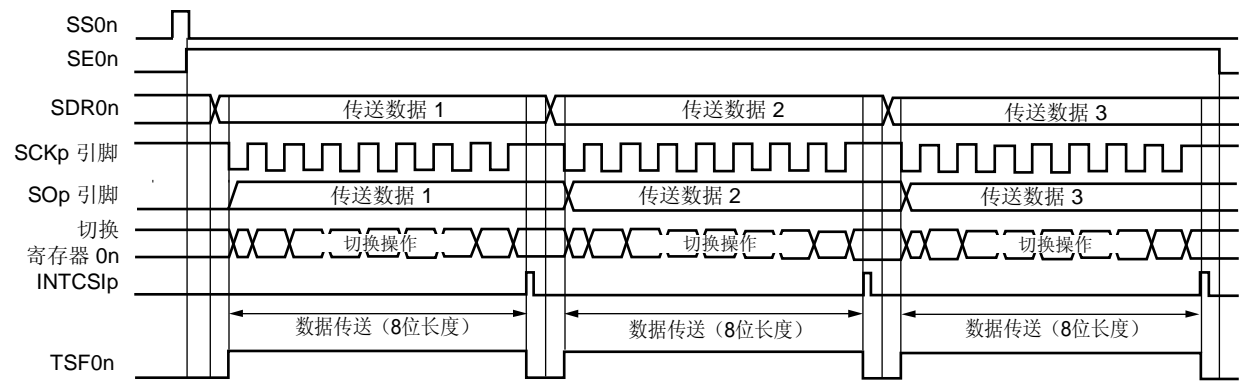 SS0n
SE0n
SDR0n
传送数据 1
传送数据 2
传送数据 3
SCKp 引脚
SOp 引脚
传送数据 1
传送数据 2
传送数据 3
切换
寄存器 0n
切换操作
切换操作
切换操作
INTCSIp
数据传送（8位长度）
数据传送（8位长度）
数据传送（8位长度）
TSF0n